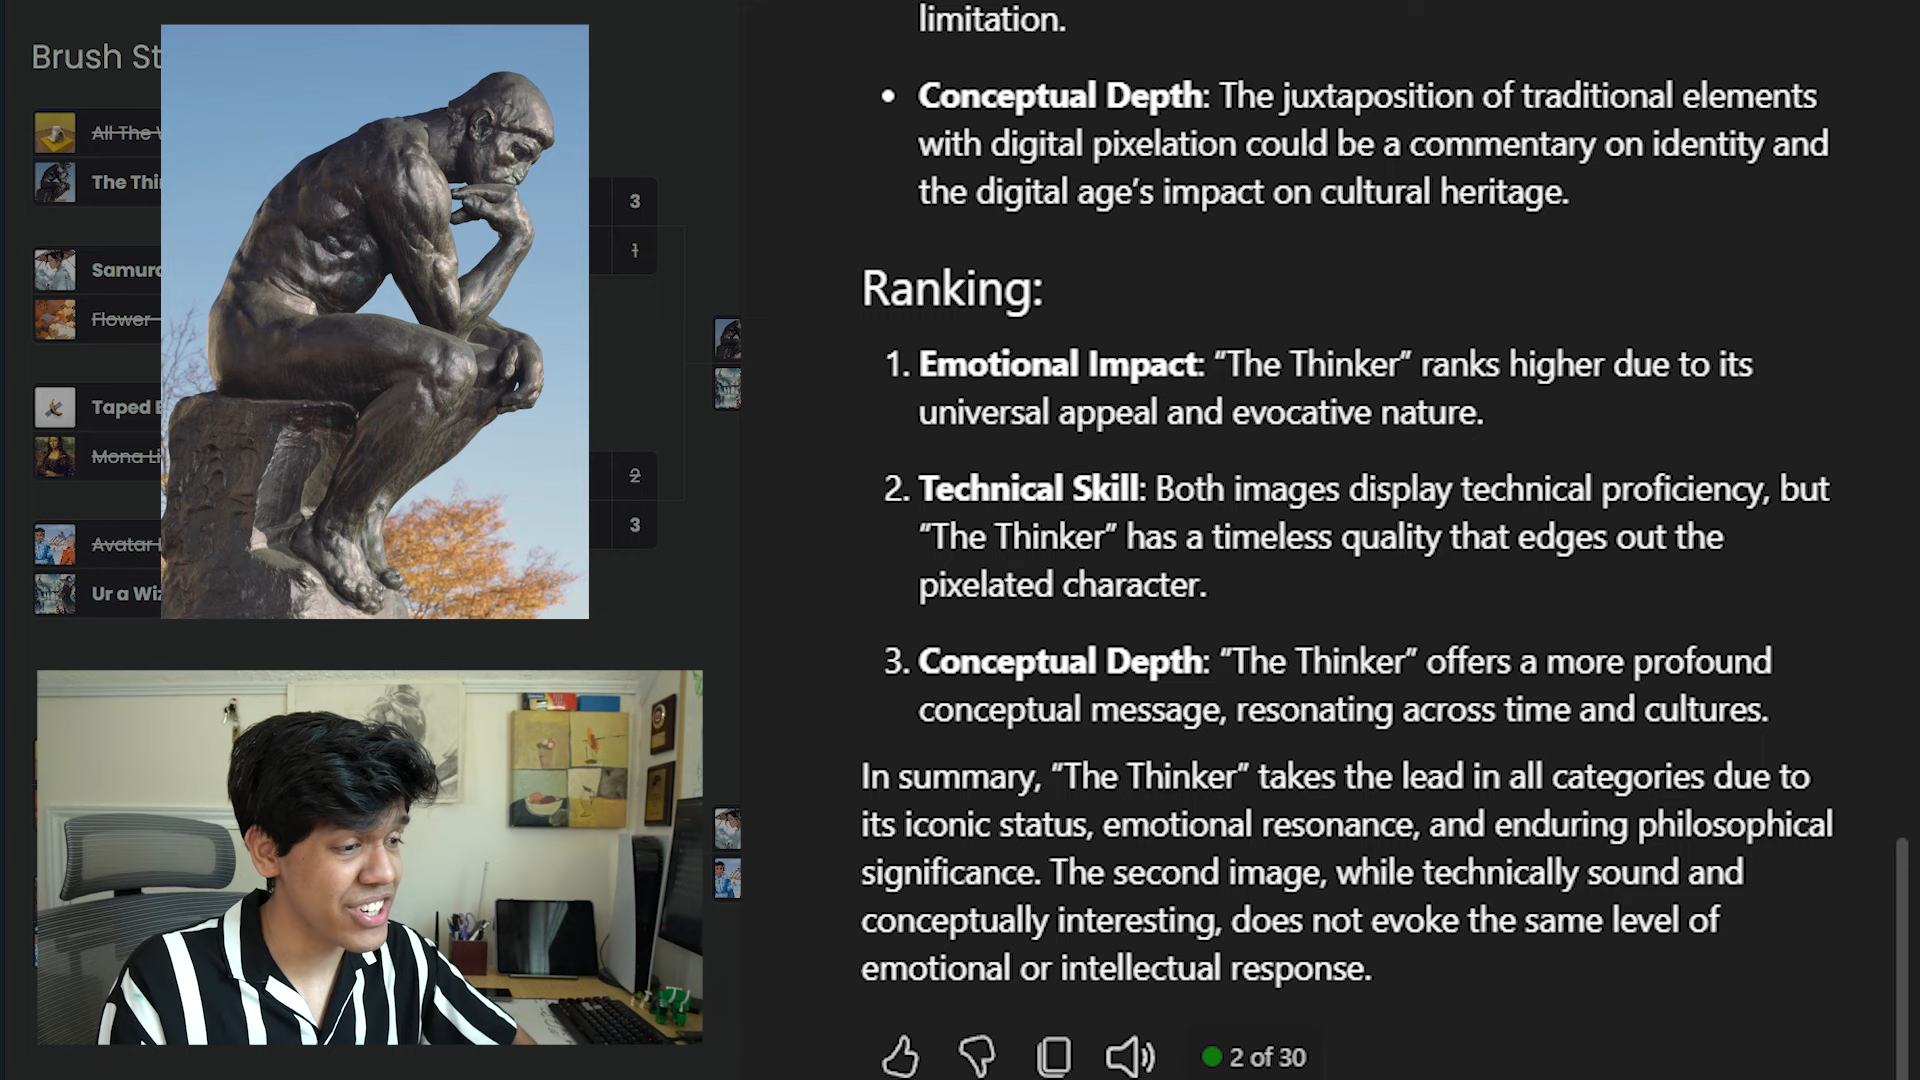 Brush St
All The
The Thi
Samura
Flower
Taped
Mona Li
Avatar
Ur a Wiz
3
1
2
3
limitation.
• Conceptual Depth: The juxtaposition of traditional elements
with digital pixelation could be a commentary on identity and
the digital age’s impact on cultural heritage.
Ranking:
1. Emotional Impact: “The Thinker” ranks higher due to its
universal appeal and evocative nature.
2. Technical Skill: Both images display technical proficiency, but
“The Thinker” has a timeless quality that edges out the
pixelated character.
3. Conceptual Depth: “The Thinker” offers a more profound
conceptual message, resonating across time and cultures.
In summary, “The Thinker” takes the lead in all categories due to
its iconic status, emotional resonance, and enduring philosophical
significance. The second image, while technically sound and
conceptually interesting, does not evoke the same level of
emotional or intellectual response.
2 of 30